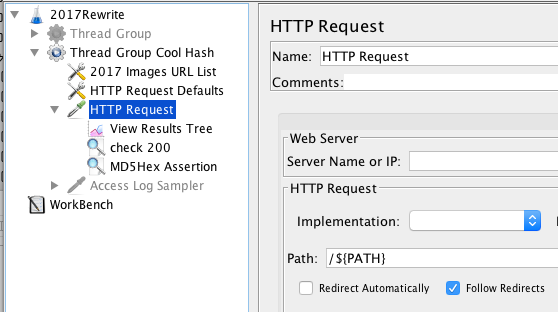 2017Rewrite
Thread Group
Thread Group Cool Hash
2017 Images URL List
HTTP Request Defaults
HTTP Request
View Results Tree
check 200
MD5Hex Assertion
Access Log Sampler
WorkBench
HTTP Request
Name: HTTP Request
Comments:
Web Server
Server Name or IP:
HTTP Request
Implementation:
Path: /${PATH}
Redirect Automatically Follow Redirects